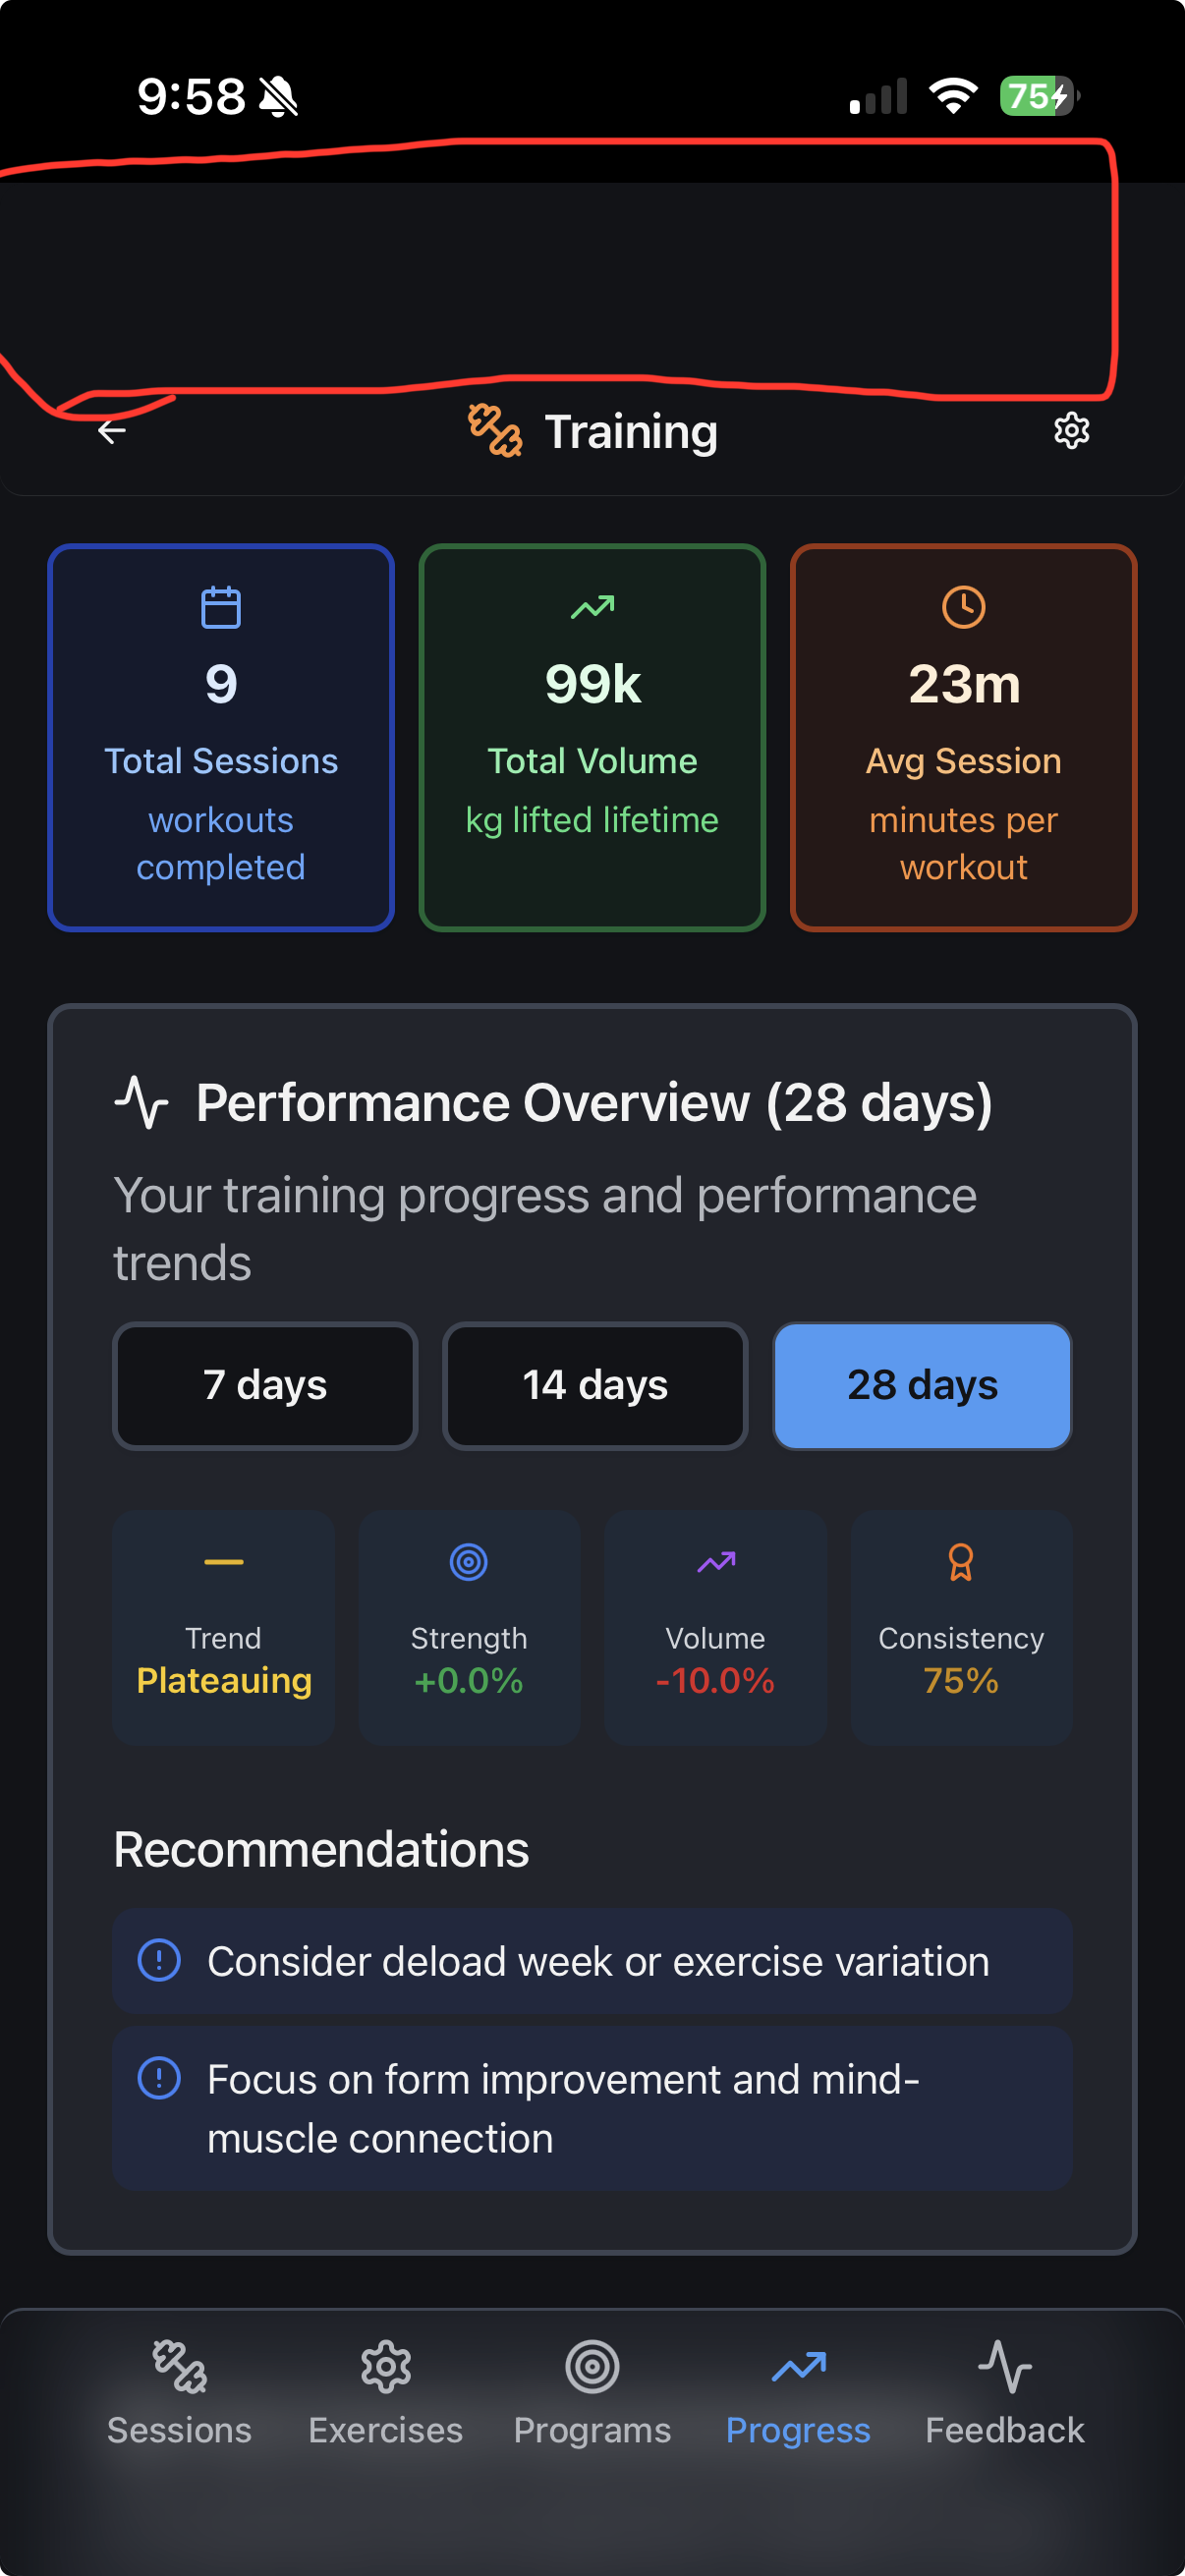 9:58
75
Training
9
Total Sessions
workouts
completed
99k
Total Volume
kg lifted lifetime
23m
Avg Session
minutes per
workout
Performance Overview (28 days)
Your training progress and performance
trends
7 days
14 days
28 days
Trend
Plateauing
Strength
+0.0%
Volume
-10.0%
Consistency
75%
Recommendations
Consider deload week or exercise variation
Focus on form improvement and mind-
muscle connection
Sessions
Exercises
Programs
Progress
Feedback